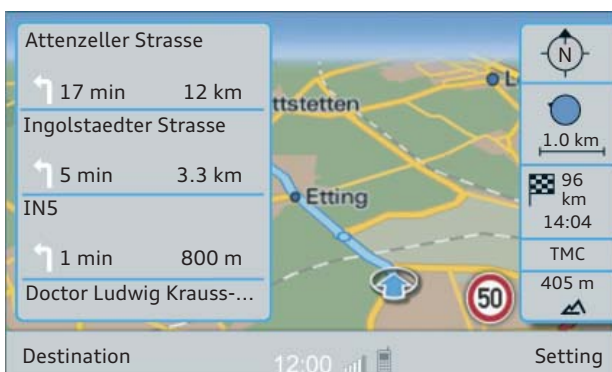 Attenzeller Strasse
17 min 12 km
Ingolstaedter Strasse
5 min 3.3 km
IN5
1 min 800 m
Doctor Ludwig Krauss-...
ttstetten
L
Etting
50
N
1.0 km
96
km
14:04
TMC
405 m
Destination
12:00
Setting